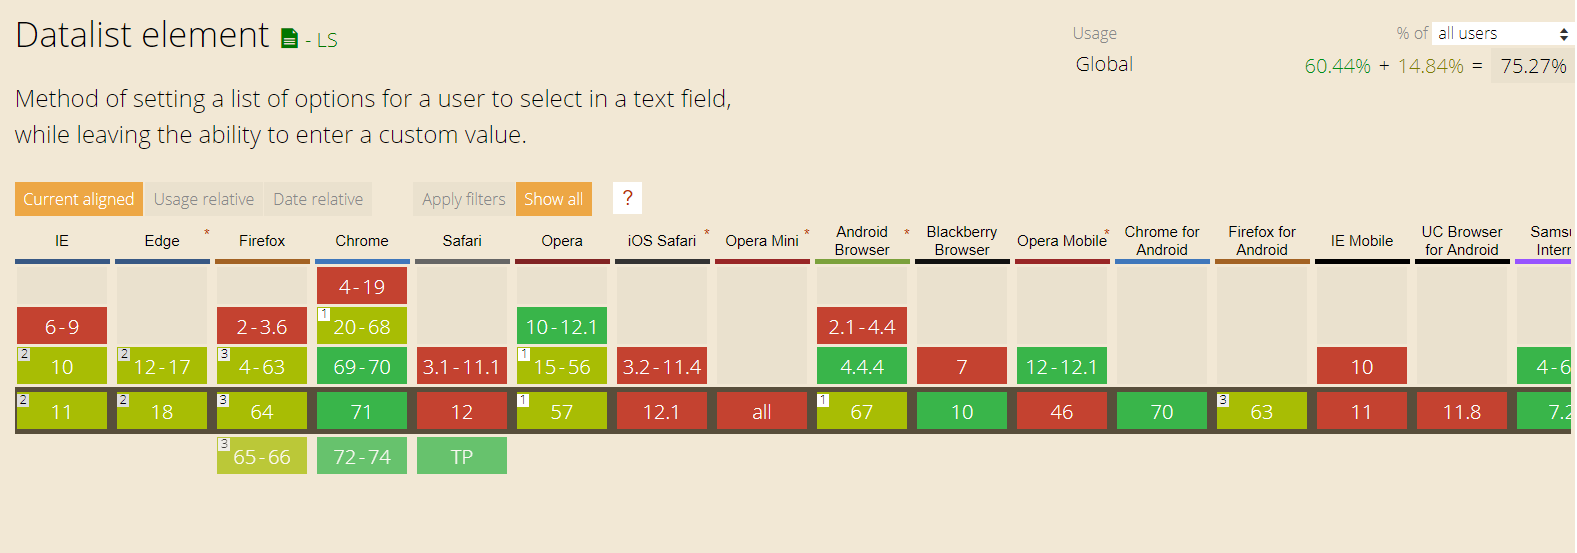 Datalist element - LS
Usage % of all users
Global 60.44% + 14.84% = 75.27%
Method of setting a list of options for a user to select in a text field,
while leaving the ability to enter a custom value.
Current aligned Usage relative Date relative Apply filters Show all ?
IE Edge * Firefox Chrome Safari Opera iOS Safari * Opera Mini * Android Browser * Blackberry Browser Opera Mobile * Chrome for Android Firefox for Android IE Mobile UC Browser for Android Samsu Intern
4-19
6-9 2-3.6 1 20-68 10-12.1 2.1-4.4
2 10 2 12-17 3 4-63 69-70 3.1-11.1 1 15-56 3.2-11.4 4.4.4 7 12-12.1 10 4-6
2 11 2 18 3 64 71 12 1 57 12.1 all 1 67 10 46 70 3 63 11 11.8 7.2
3 65-66 72-74 TP